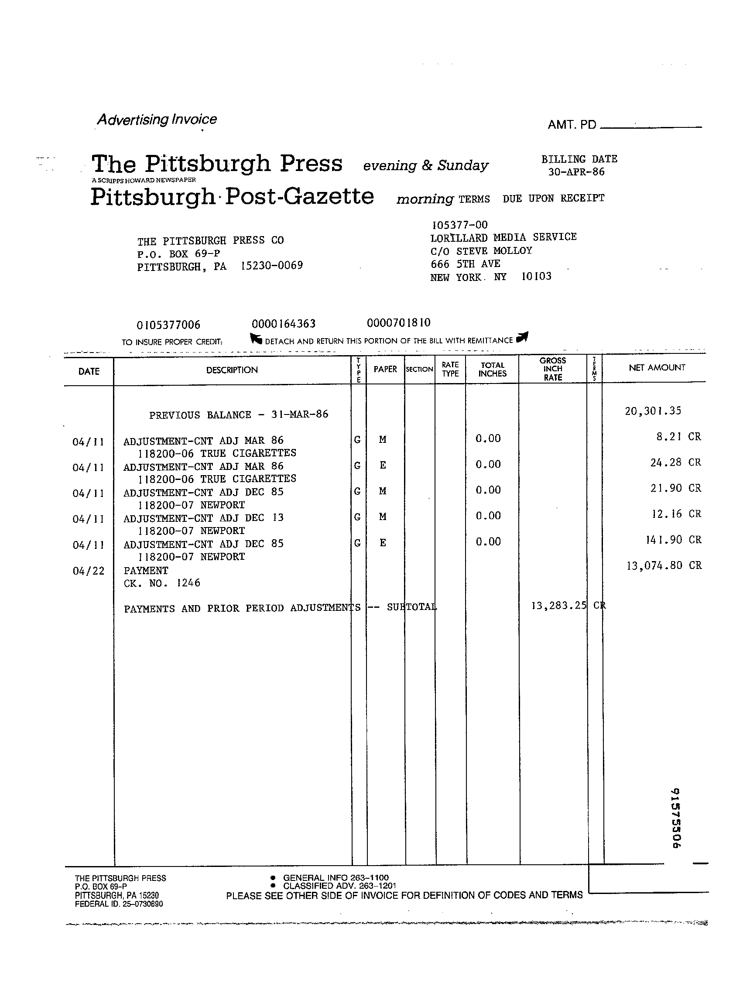 Advertising Invoice
AMT. PD
The Pittsburgh Press evening & Sunday
BILLING DATE
30-APR-86
A SCRIPPS HOWARD NEWSPAPER
Pittsburgh Post-Gazette morning TERMS DUE UPON RECEIPT
105377-00
THE PITTSBURGH PRESS CO LORILLARD MEDIA SERVICE
P.O. BOX 69-P C/O STEVE MOLLOY
PITTSBURGH, PA 15230-0069 666 5TH AVE
NEW YORK. NY 10103
0105377006 0000164363 0000701810
TO INSURE PROPER CREDIT: DETACH AND RETURN THIS PORTION OF THE BILL WITH REMITTANCE
DATE DESCRIPTION TYPE PAPER SECTION RATE TYPE TOTAL INCHES GROSS INCH RATE TERMS NET AMOUNT
PREVIOUS BALANCE - 31-MAR-86 20,301.35
04/11 ADJUSTMENT-CNT ADJ MAR 86 G M 0.00 8.21 CR
118200-06 TRUE CIGARETTES
04/11 ADJUSTMENT-CNT ADJ MAR 86 G E 0.00 24.28 CR
118200-06 TRUE CIGARETTES
04/11 ADJUSTMENT-CNT ADJ DEC 85 G M 0.00 21.90 CR
118200-07 NEWPORT
04/11 ADJUSTMENT-CNT ADJ DEC 13 G M 0.00 12.16 CR
118200-07 NEWPORT
04/11 ADJUSTMENT-CNT ADJ DEC 85 G E 0.00 141.90 CR
118200-07 NEWPORT
04/22 PAYMENT 13,074.80 CR
CK. NO. 1246
PAYMENTS AND PRIOR PERIOD ADJUSTMENTS -- SUBTOTAL 13,283.25 CR
91575506
THE PITTSBURGH PRESS
P.O. BOX 69-P
PITTSBURGH, PA 15230
FEDERAL ID. 25-0730690
• GENERAL INFO 263-1100
• CLASSIFIED ADV. 263-1201
PLEASE SEE OTHER SIDE OF INVOICE FOR DEFINITION OF CODES AND TERMS